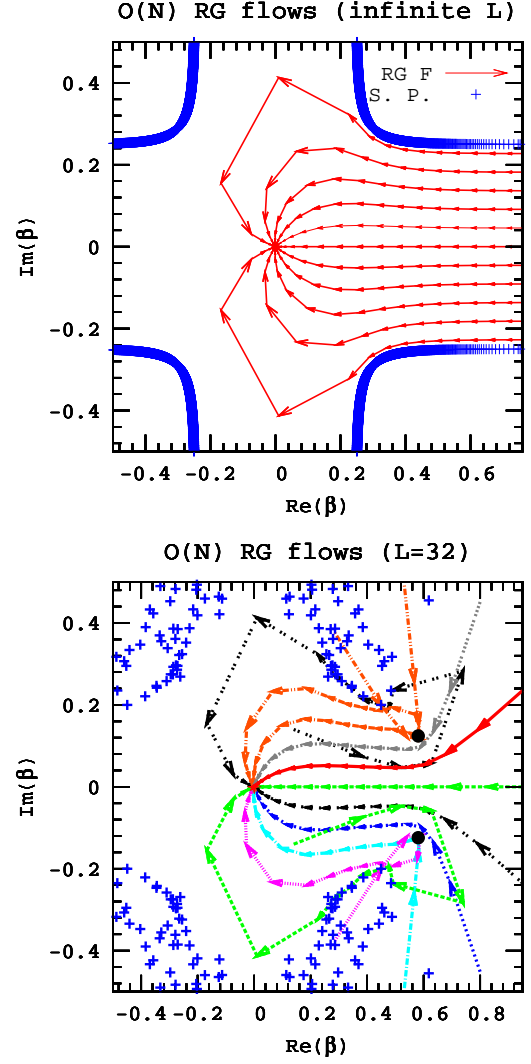 O(N) RG flows (infinite L)
0.4
RG F
S. P.
0.2
0
-0.2
-0.4
Im(β)
-0.4 -0.2 0 0.2 0.4 0.6
Re(β)
O(N) RG flows (L=32)
0.4
0.2
0
-0.2
-0.4
Im(β)
-0.4 -0.2 0 0.2 0.4 0.6 0.8
Re(β)